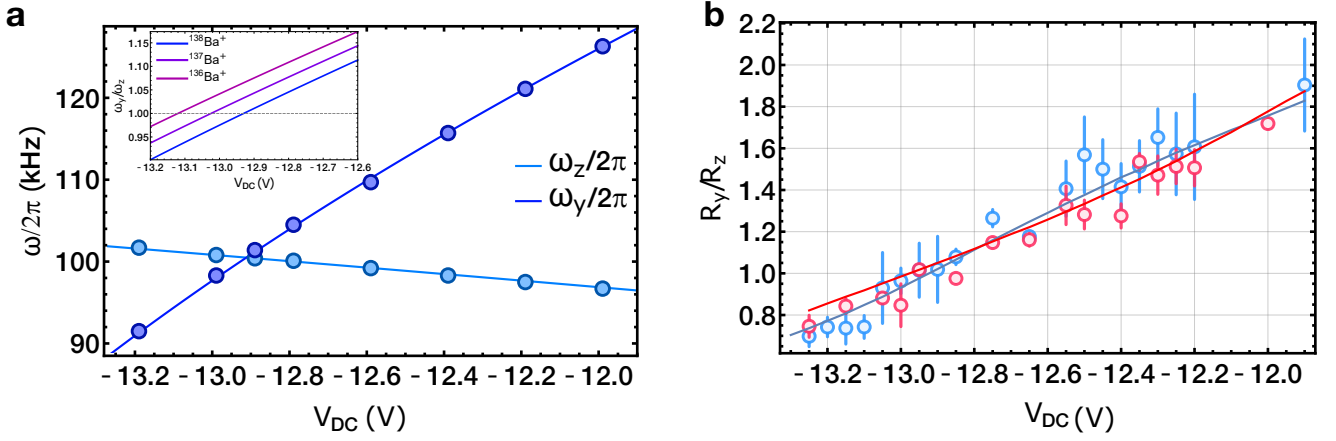 a
ω/2π (kHz)
120
110
100
90
- 13.2 - 13.0 - 12.8 - 12.6 - 12.4 - 12.2 - 12.0
V_DC (V)
ω_z/2π
ω_y/2π
ω_y/ω_z
1.15
1.10
1.05
1.00
0.95
-13.2 -13.1 -13.0 -12.9 -12.8 -12.7 -12.6
V_DC (V)
¹³⁸Ba⁺
¹³⁷Ba⁺
¹³⁶Ba⁺
b
R_y/R_z
2.2
2.0
1.8
1.6
1.4
1.2
1.0
0.8
- 13.2 - 13.0 - 12.8 - 12.6 - 12.4 - 12.2 - 12.0
V_DC (V)